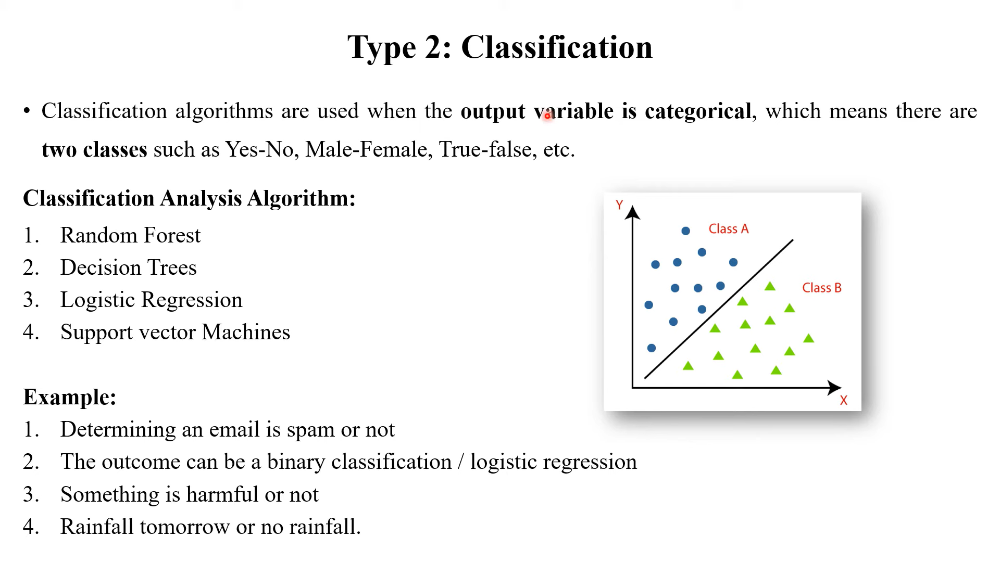 Type 2: Classification
• Classification algorithms are used when the output variable is categorical, which means there are
two classes such as Yes-No, Male-Female, True-false, etc.
Classification Analysis Algorithm:
1. Random Forest
2. Decision Trees
3. Logistic Regression
4. Support vector Machines
Example:
1. Determining an email is spam or not
2. The outcome can be a binary classification / logistic regression
3. Something is harmful or not
4. Rainfall tomorrow or no rainfall.
Y
Class A
Class B
X